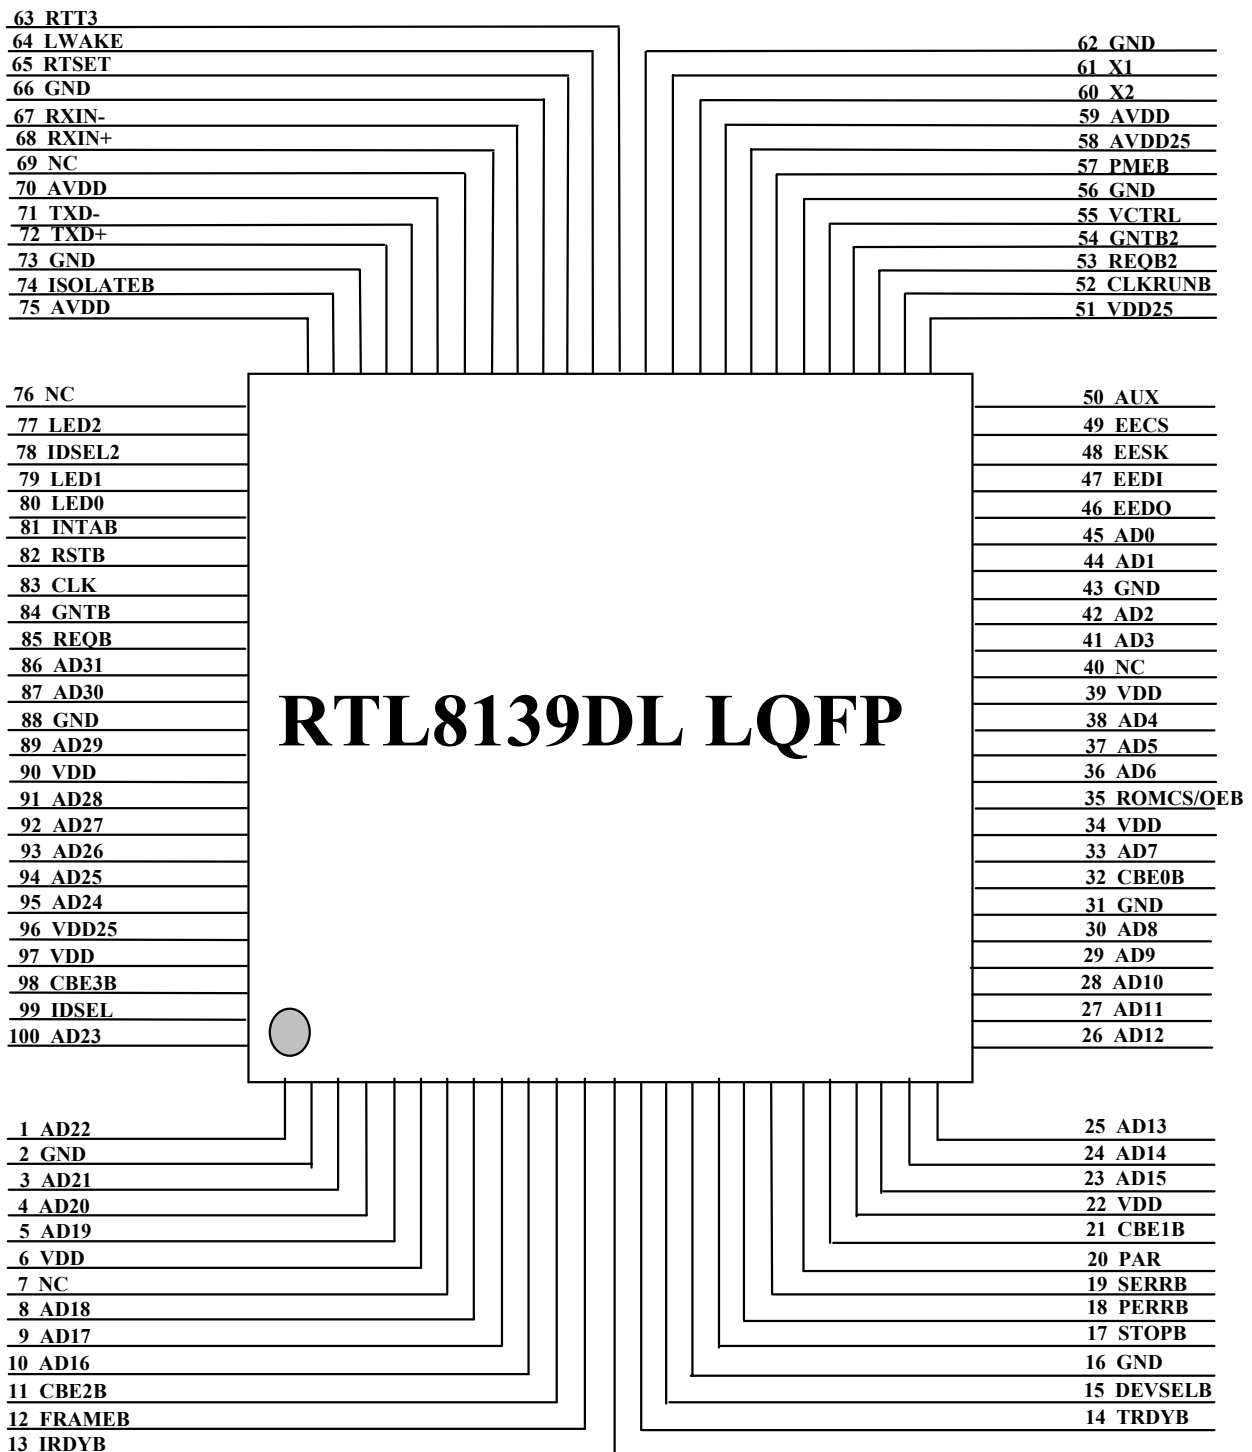 63 RTT3
64 LWAKE
65 RTSET
66 GND
67 RXIN-
68 RXIN+
69 NC
70 AVDD
71 TXD-
72 TXD+
73 GND
74 ISOLATEB
75 AVDD
62 GND
61 X1
60 X2
59 AVDD
58 AVDD25
57 PMEB
56 GND
55 VCTRL
54 GNTB2
53 REQB2
52 CLKRUNB
51 VDD25
76 NC
77 LED2
78 IDSEL2
79 LED1
80 LED0
81 INTAB
82 RSTB
83 CLK
84 GNTB
85 REQB
86 AD31
87 AD30
88 GND
89 AD29
90 VDD
91 AD28
92 AD27
93 AD26
94 AD25
95 AD24
96 VDD25
97 VDD
98 CBE3B
99 IDSEL
100 AD23
RTL8139DL LQFP
50 AUX
49 EECS
48 EESK
47 EEDI
46 EEDO
45 AD0
44 AD1
43 GND
42 AD2
41 AD3
40 NC
39 VDD
38 AD4
37 AD5
36 AD6
35 ROMCS/OEB
34 VDD
33 AD7
32 CBE0B
31 GND
30 AD8
29 AD9
28 AD10
27 AD11
26 AD12
1 AD22
2 GND
3 AD21
4 AD20
5 AD19
6 VDD
7 NC
8 AD18
9 AD17
10 AD16
11 CBE2B
12 FRAMEB
13 IRDYB
25 AD13
24 AD14
23 AD15
22 VDD
21 CBE1B
20 PAR
19 SERRB
18 PERRB
17 STOPB
16 GND
15 DEVSELB
14 TRDYB